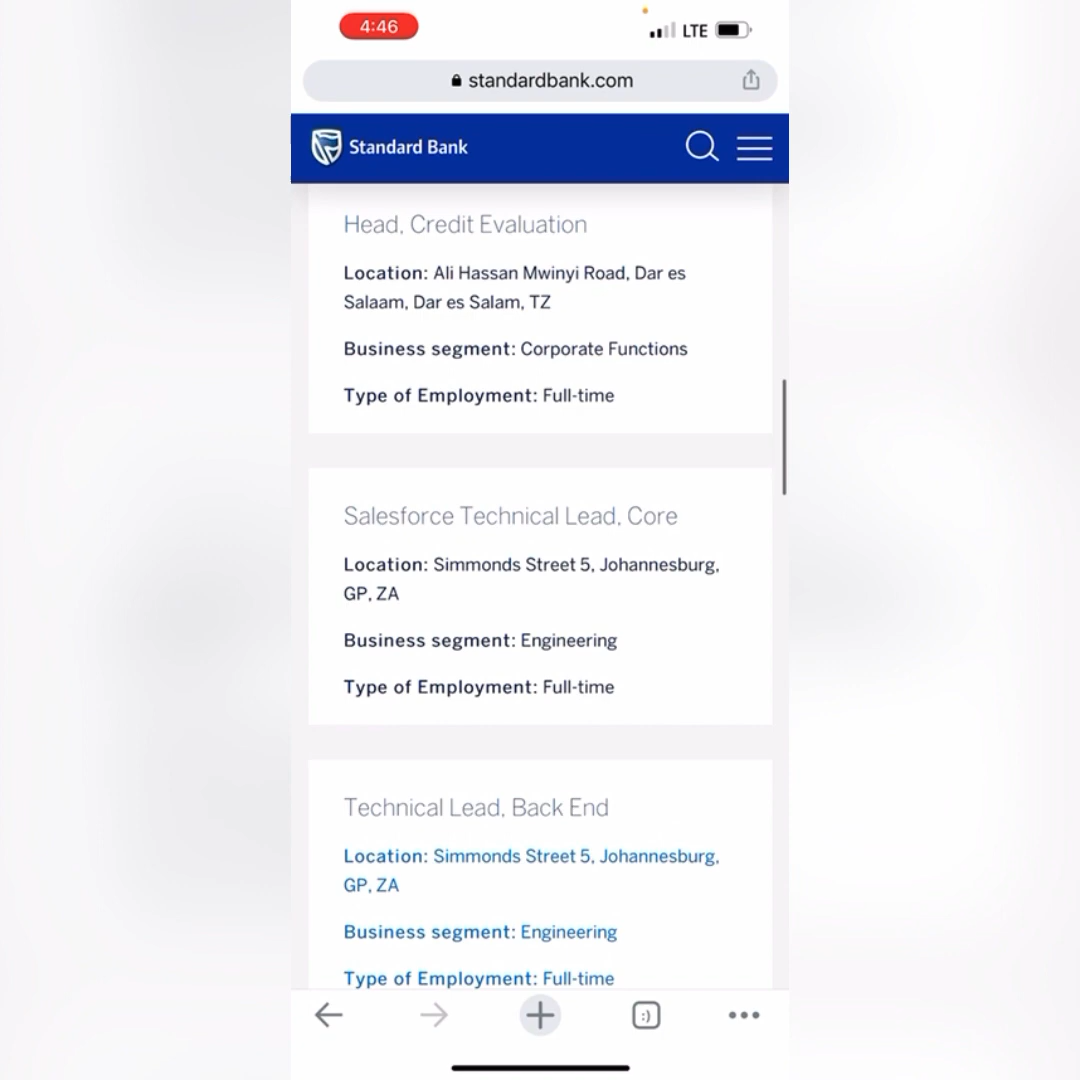 4:46
LTE
standardbank.com
Standard Bank
Head, Credit Evaluation
Location: Ali Hassan Mwinyi Road, Dar es
Salaam, Dar es Salam, TZ
Business segment: Corporate Functions
Type of Employment: Full-time
Salesforce Technical Lead, Core
Location: Simmonds Street 5, Johannesburg,
GP, ZA
Business segment: Engineering
Type of Employment: Full-time
Technical Lead, Back End
Location: Simmonds Street 5, Johannesburg,
GP, ZA
Business segment: Engineering
Type of Employment: Full-time
:)